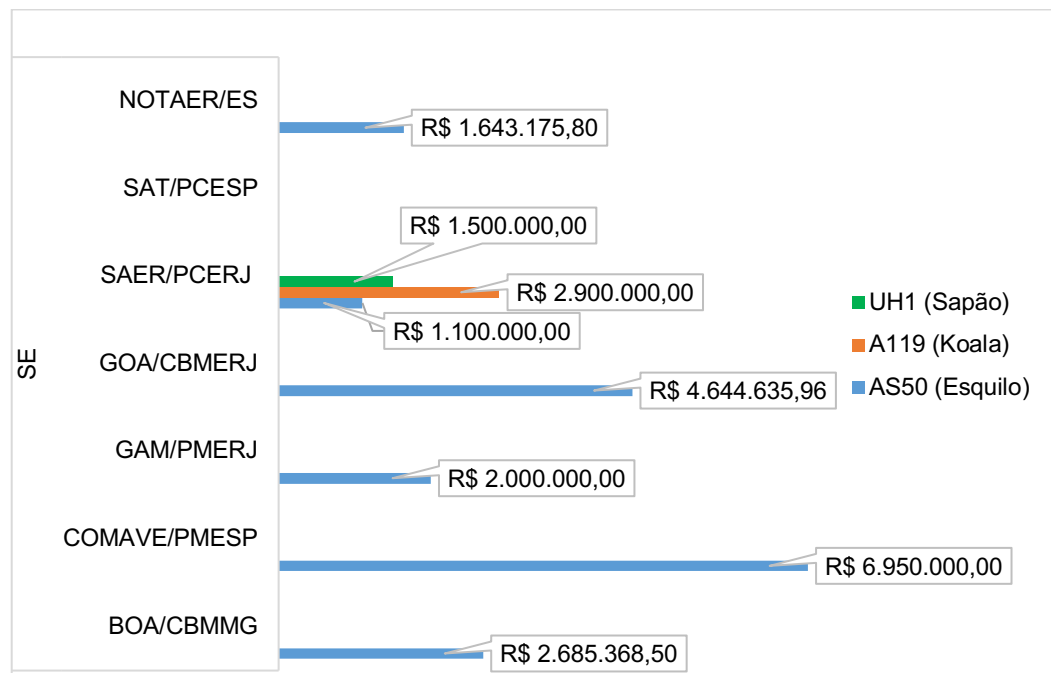 NOTAER/ES
R$ 1.643.175,80
SAT/PCESP
R$ 1.500.000,00
SAER/PCERJ
R$ 2.900.000,00
R$ 1.100.000,00
GOA/CBMERJ
R$ 4.644.635,96
GAM/PMERJ
R$ 2.000.000,00
COMAVE/PMESP
R$ 6.950.000,00
BOA/CBMMG
R$ 2.685.368,50
SE
UH1 (Sapão)
A119 (Koala)
AS50 (Esquilo)